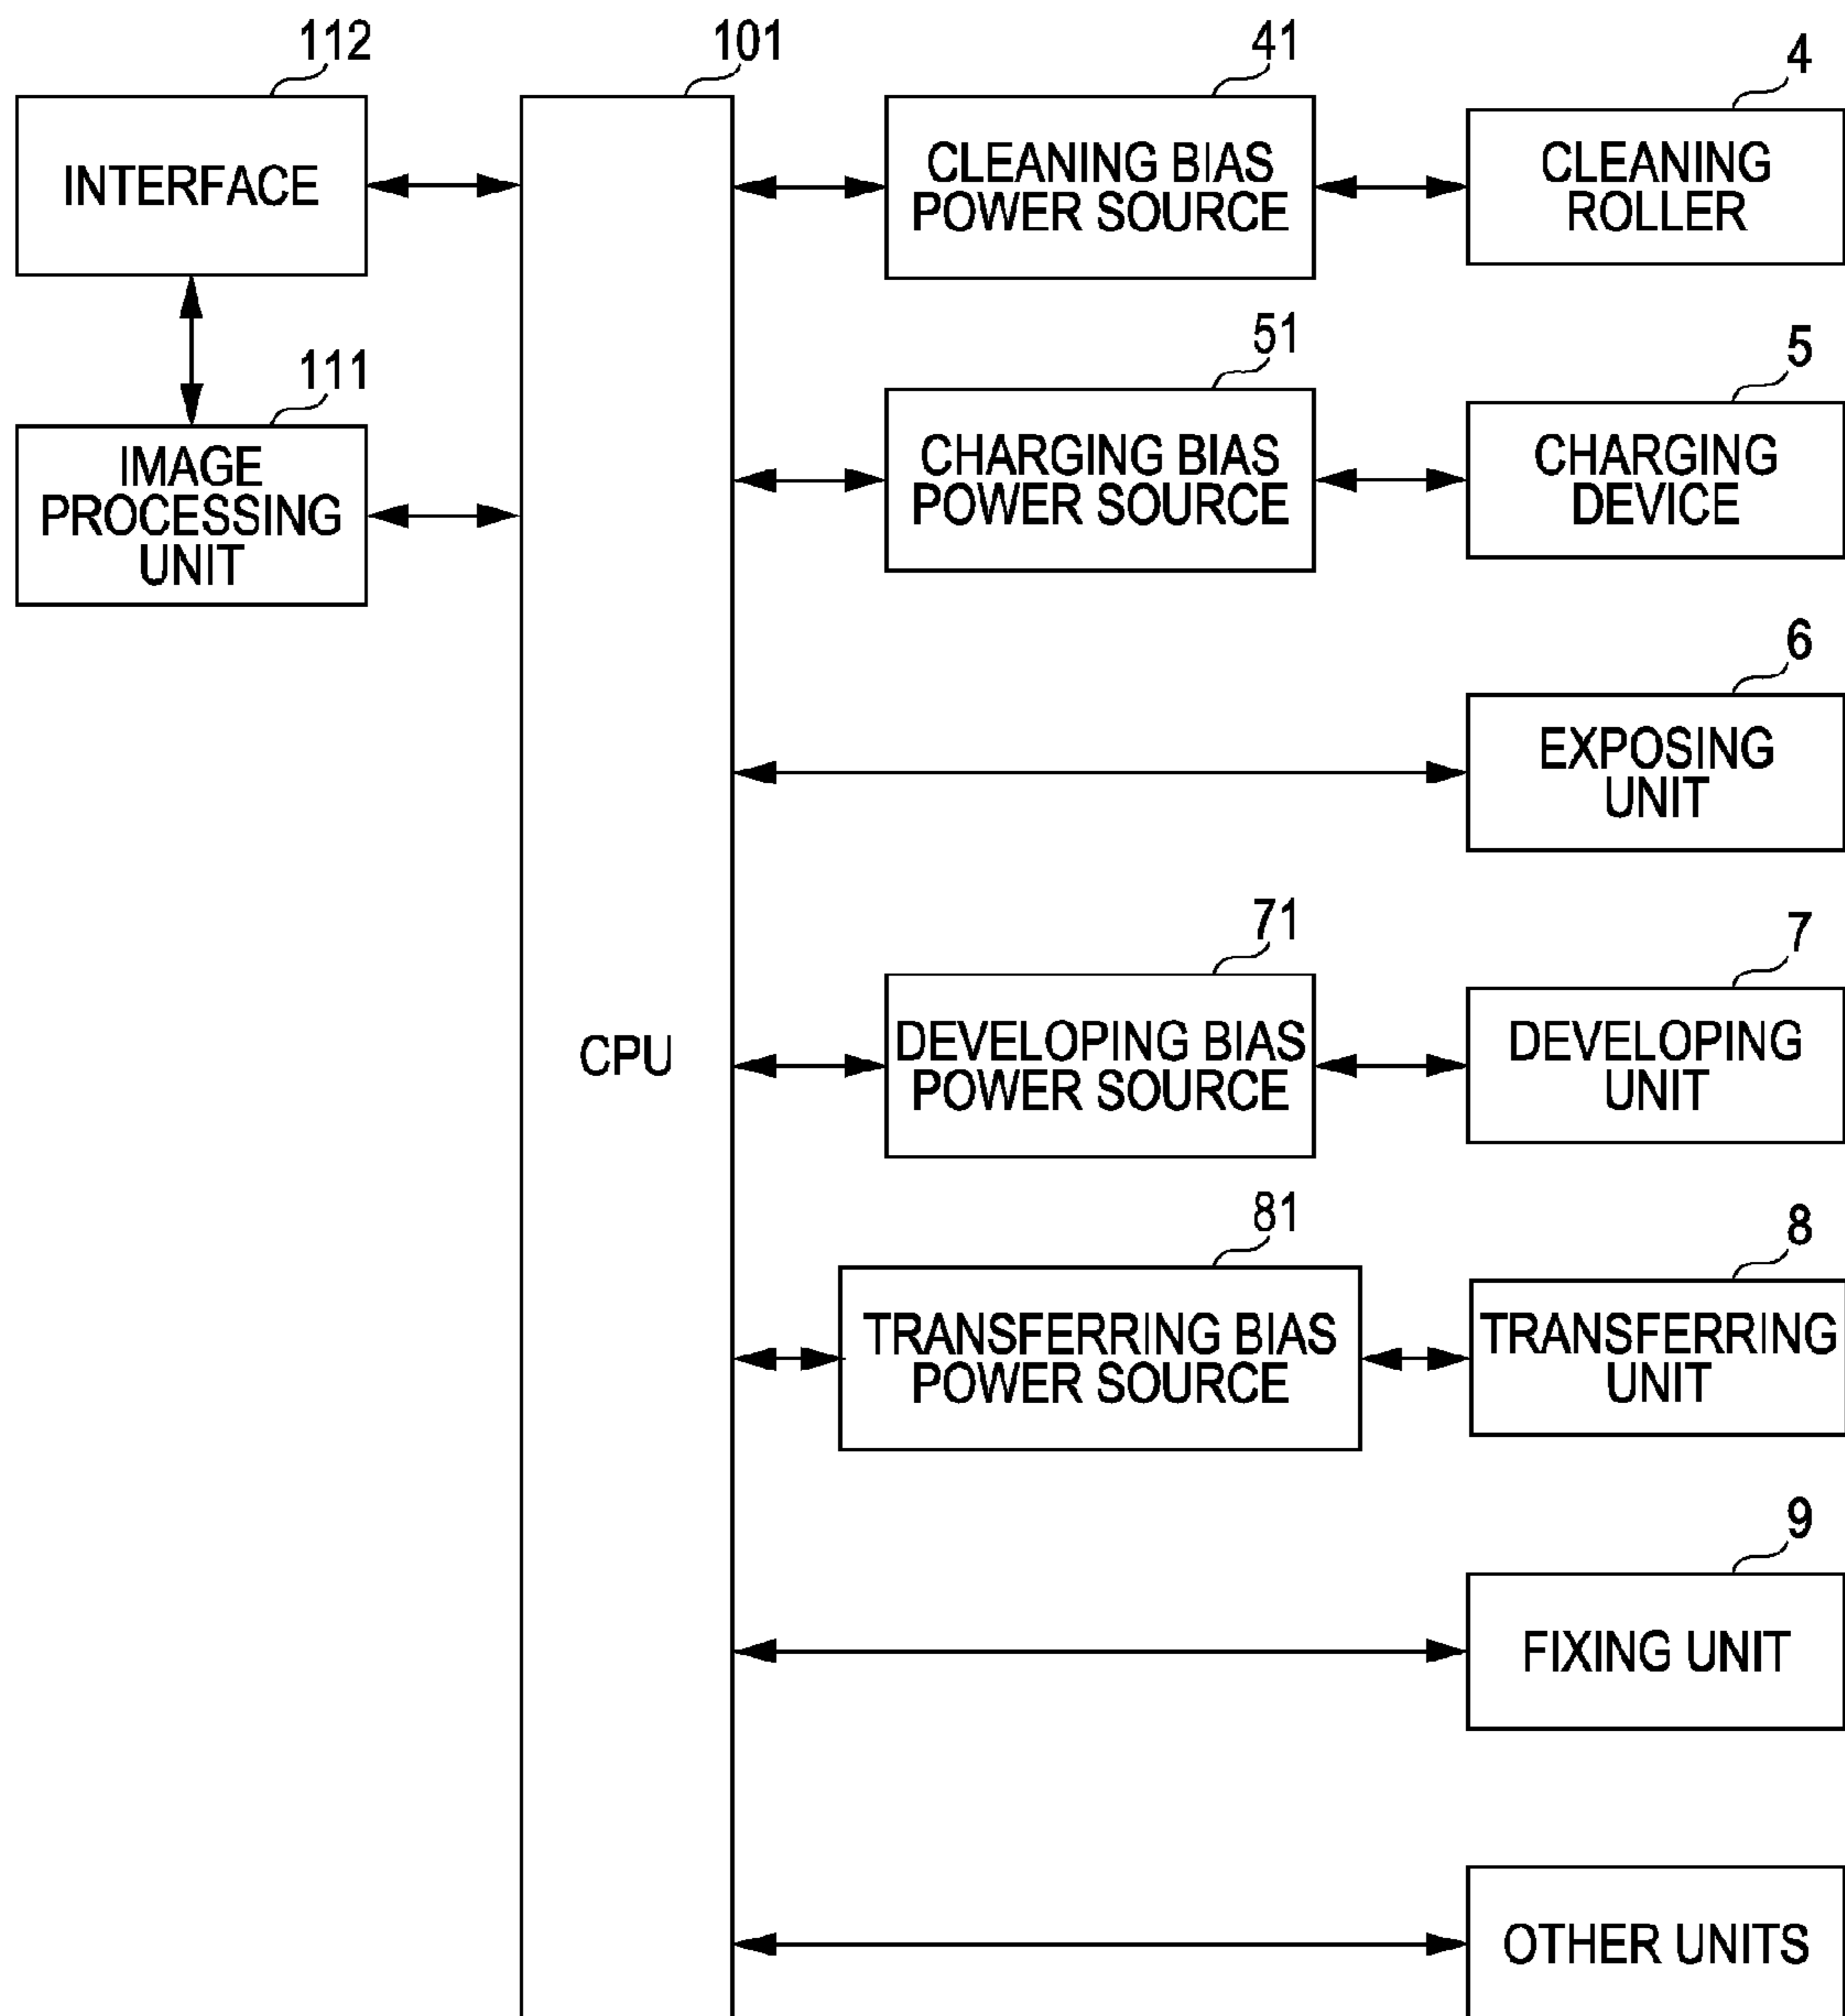 112
INTERFACE
111
IMAGE
PROCESSING
UNIT
101
CPU
41
CLEANING BIAS
POWER SOURCE
4
CLEANING
ROLLER
51
CHARGING BIAS
POWER SOURCE
5
CHARGING
DEVICE
6
EXPOSING
UNIT
71
DEVELOPING BIAS
POWER SOURCE
7
DEVELOPING
UNIT
81
TRANSFERRING BIAS
POWER SOURCE
8
TRANSFERRING
UNIT
9
FIXING UNIT
OTHER UNITS